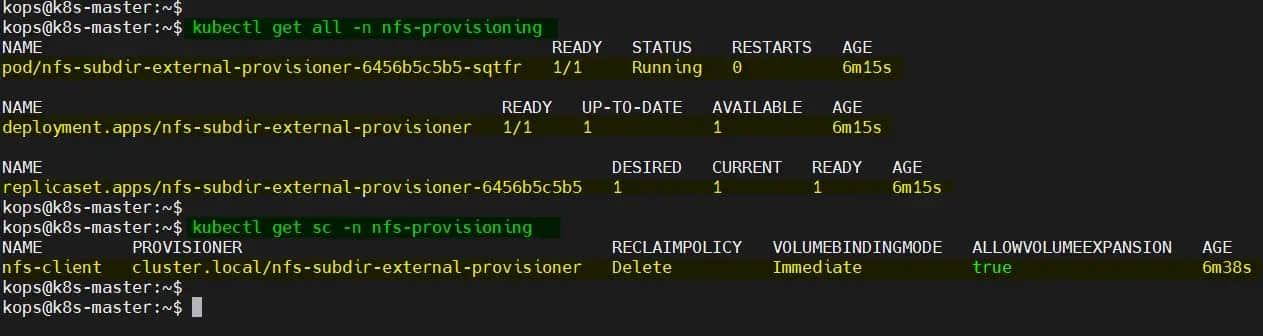 kops@k8s-master:~$
kops@k8s-master:~$ kubectl get all -n nfs-provisioning
NAME READY STATUS RESTARTS AGE
pod/nfs-subdir-external-provisioner-6456b5c5b5-sqtfr 1/1 Running 0 6m15s
NAME READY UP-TO-DATE AVAILABLE AGE
deployment.apps/nfs-subdir-external-provisioner 1/1 1 1 6m15s
NAME DESIRED CURRENT READY AGE
replicaset.apps/nfs-subdir-external-provisioner-6456b5c5b5 1 1 1 6m15s
kops@k8s-master:~$
kops@k8s-master:~$ kubectl get sc -n nfs-provisioning
NAME PROVISIONER RECLAIMPOLICY VOLUMEBINDINGMODE ALLOWVOLUMEEXPANSION AGE
nfs-client cluster.local/nfs-subdir-external-provisioner Delete Immediate true 6m38s
kops@k8s-master:~$
kops@k8s-master:~$